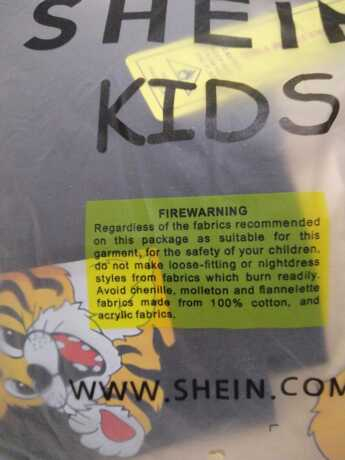 SHEIN
KIDS
FIREWARNING
Regardless of the fabrics recommended
on this package as suitable for this
garment, for the safety of your children.
do not make loose-fitting or nightdress
styles from fabrics which burn readily.
Avoid chenille, molleton and flannelette
fabrics made from 100% cotton, and
acrylic fabrics.
WWW.SHEIN.COM